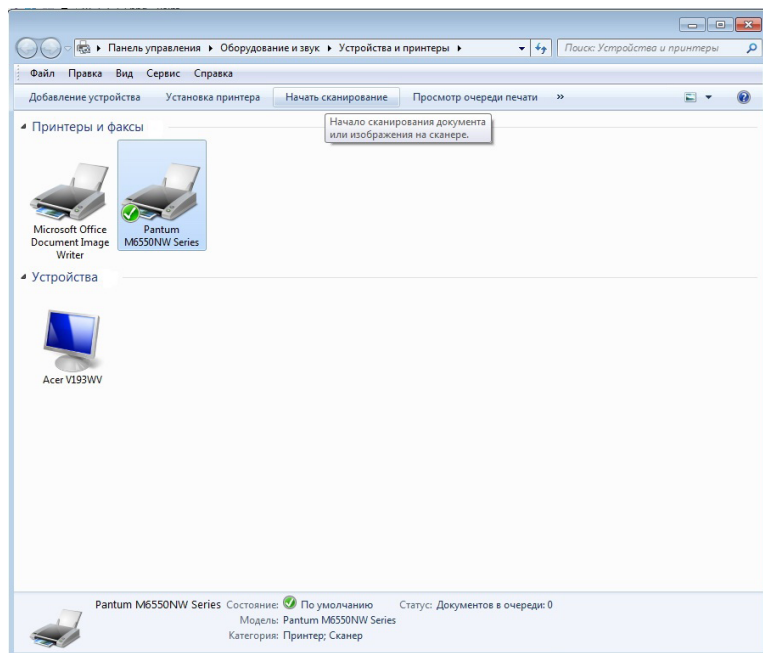 Панель управления Оборудование и звук Устройства и принтеры Поиск: Устройства и принтеры
Файл Правка Вид Сервис Справка
Добавление устройства Установка принтера Начать сканирование Просмотр очереди печати »
Начало сканирования документа
или изображения на сканере.
Принтеры и факсы
Microsoft Office
Document Image
Writer
Pantum
M6550NW Series
Устройства
Acer V193WV
Pantum M6550NW Series Состояние: По умолчанию Статус: Документов в очереди: 0
Модель: Pantum M6550NW Series
Категория: Принтер; Сканер